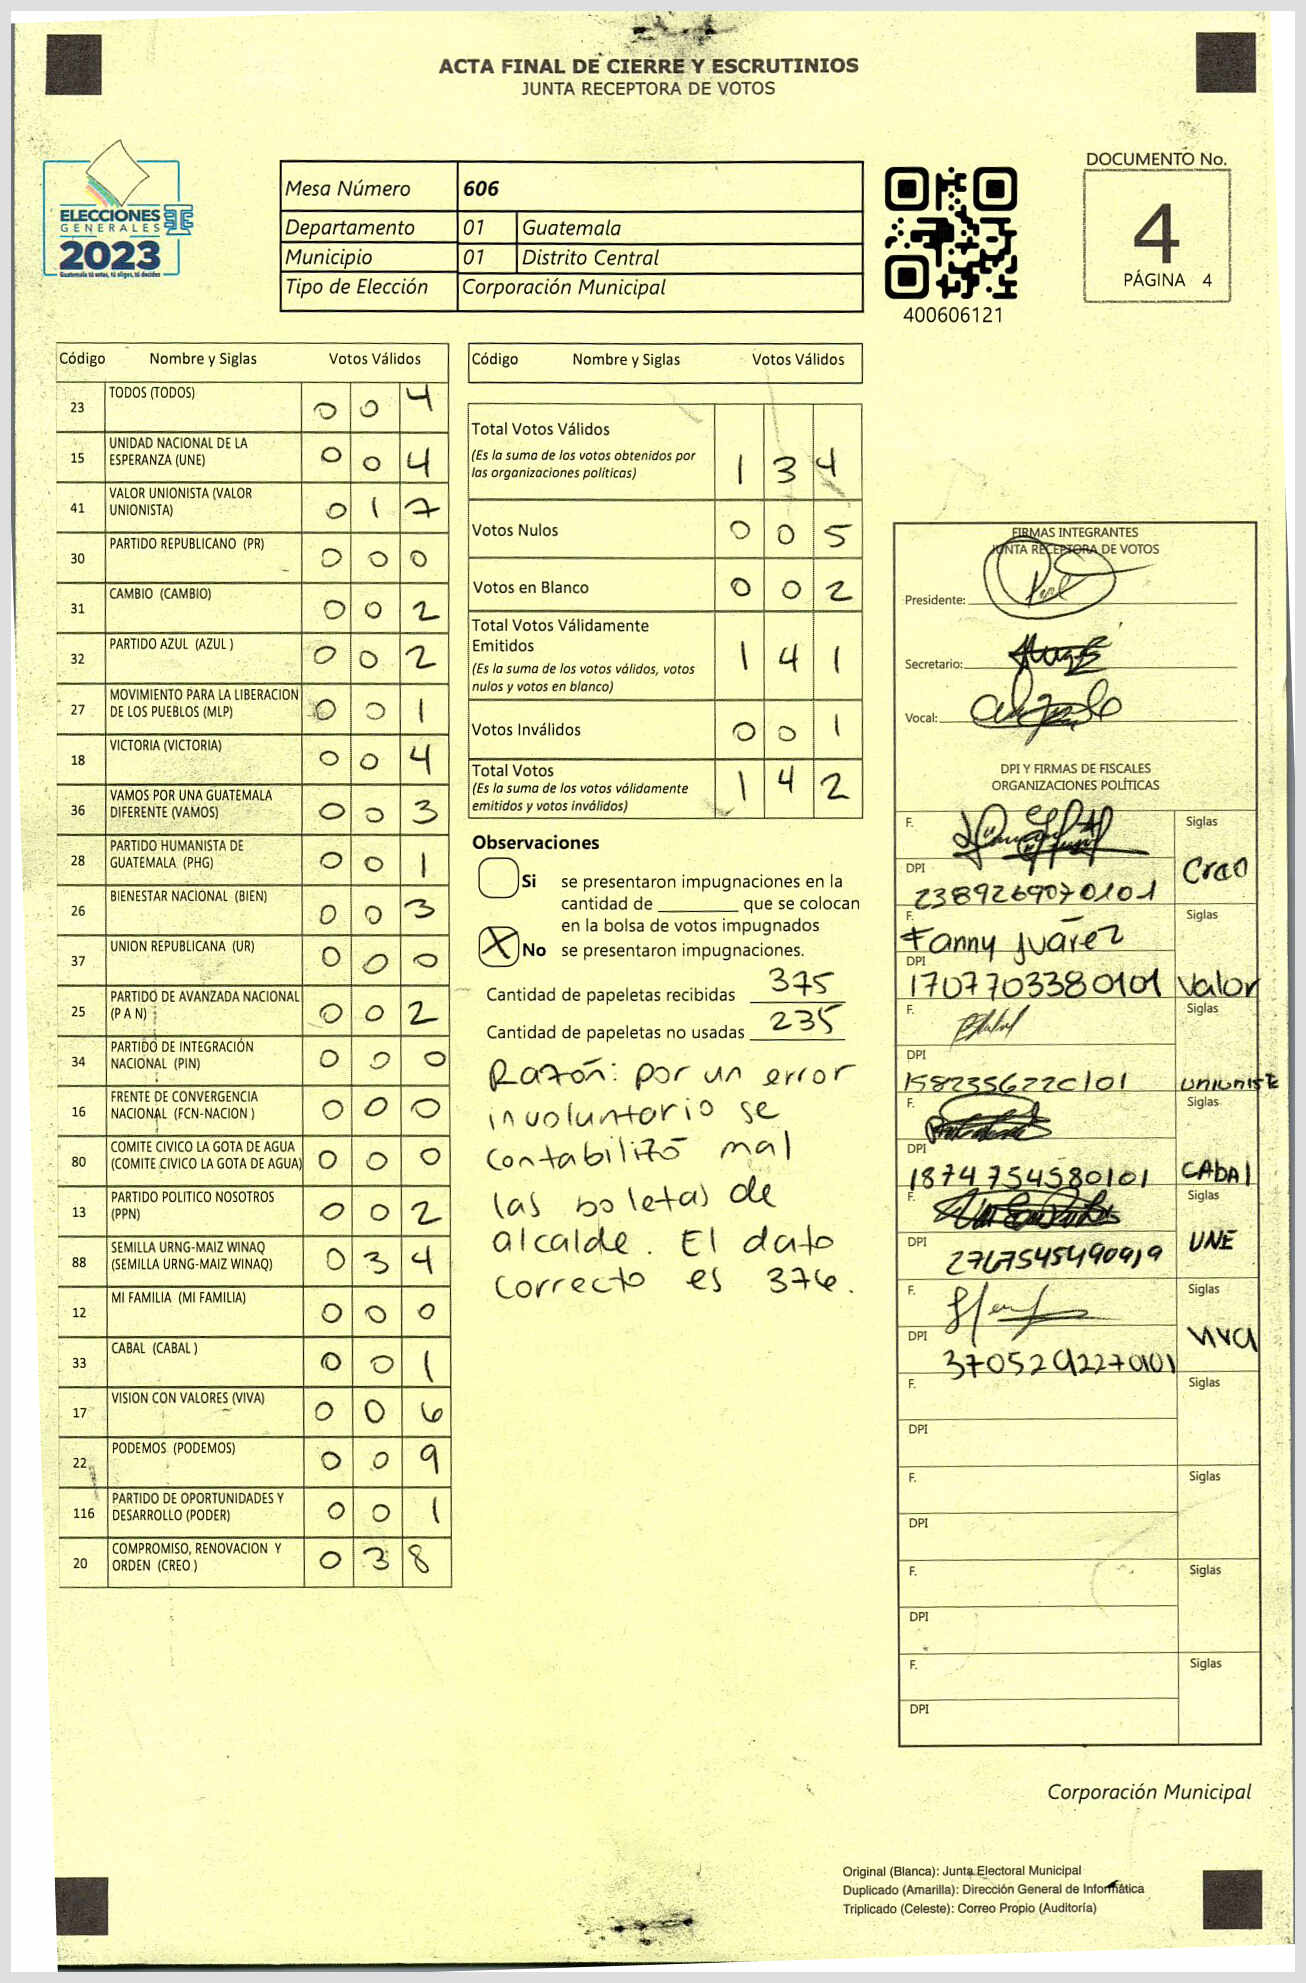 ACTA FINAL DE CIERRE Y ESCRUTINIOS
JUNTA RECEPTORA DE VOTOS
ELECCIONES
GENERALES
2023
Guatemala tú votas, tú eliges, tú decides
Mesa Número 606
Departamento 01 Guatemala
Municipio 01 Distrito Central
Tipo de Elección Corporación Municipal
400606121
DOCUMENTO No.
4
PÁGINA 4
Código Nombre y Siglas Votos Válidos
23 TODOS (TODOS) 0 0 4
15 UNIDAD NACIONAL DE LA
ESPERANZA (UNE) 0 0 4
41 VALOR UNIONISTA (VALOR
UNIONISTA) 0 1 7
30 PARTIDO REPUBLICANO (PR) 0 0 0
31 CAMBIO (CAMBIO) 0 0 2
32 PARTIDO AZUL (AZUL ) 0 0 2
27 MOVIMIENTO PARA LA LIBERACION
DE LOS PUEBLOS (MLP) 0 0 1
18 VICTORIA (VICTORIA) 0 0 4
36 VAMOS POR UNA GUATEMALA
DIFERENTE (VAMOS) 0 0 3
28 PARTIDO HUMANISTA DE
GUATEMALA (PHG) 0 0 1
26 BIENESTAR NACIONAL (BIEN) 0 0 3
37 UNION REPUBLICANA (UR) 0 0 0
25 PARTIDO DE AVANZADA NACIONAL
(P A N) 0 0 2
34 PARTIDO DE INTEGRACIÓN
NACIONAL (PIN) 0 0 0
16 FRENTE DE CONVERGENCIA
NACIONAL (FCN-NACION ) 0 0 0
80 COMITE CIVICO LA GOTA DE AGUA
(COMITE CIVICO LA GOTA DE AGUA) 0 0 0
13 PARTIDO POLITICO NOSOTROS
(PPN) 0 0 2
88 SEMILLA URNG-MAIZ WINAQ
(SEMILLA URNG-MAIZ WINAQ) 0 3 4
12 MI FAMILIA (MI FAMILIA) 0 0 0
33 CABAL (CABAL ) 0 0 1
17 VISION CON VALORES (VIVA) 0 0 6
22 PODEMOS (PODEMOS) 0 0 9
116 PARTIDO DE OPORTUNIDADES Y
DESARROLLO (PODER) 0 0 1
20 COMPROMISO, RENOVACION Y
ORDEN (CREO ) 0 3 8
Código Nombre y Siglas Votos Válidos
Total Votos Válidos
(Es la suma de los votos obtenidos por
las organizaciones políticas) 1 3 4
Votos Nulos 0 0 5
Votos en Blanco 0 0 2
Total Votos Válidamente
Emitidos 1 4 1
(Es la suma de los votos válidos, votos
nulos y votos en blanco)
Votos Inválidos 0 0 1
Total Votos
(Es la suma de los votos válidamente
emitidos y votos inválidos) 1 4 2
Observaciones
Si se presentaron impugnaciones en la
cantidad de ________ que se colocan
en la bolsa de votos impugnados
X No se presentaron impugnaciones.
Cantidad de papeletas recibidas 375
Cantidad de papeletas no usadas 235
Razón: por un error
involuntario se
contabilizó mal
las boletas de
alcalde. El dato
correcto es 376.
FIRMAS INTEGRANTES
JUNTA RECEPTORA DE VOTOS
Presidente:
Secretario:
Vocal:
DPI Y FIRMAS DE FISCALES
ORGANIZACIONES POLÍTICAS
F. Siglas
DPI Creo
2389269070101
F. Siglas
Fanny Juárez
DPI
1707703380101 Valor
F. Siglas
DPI
unioniste
F. Siglas
DPI
1874754580101 CAbal
F. Siglas
DPI UNE
F. Siglas
DPI viva
F. Siglas
DPI
F. Siglas
DPI
F. Siglas
DPI
F. Siglas
DPI
Corporación Municipal
Original (Blanca): Junta Electoral Municipal
Duplicado (Amarilla): Dirección General de Informática
Triplicado (Celeste): Correo Propio (Auditoría)